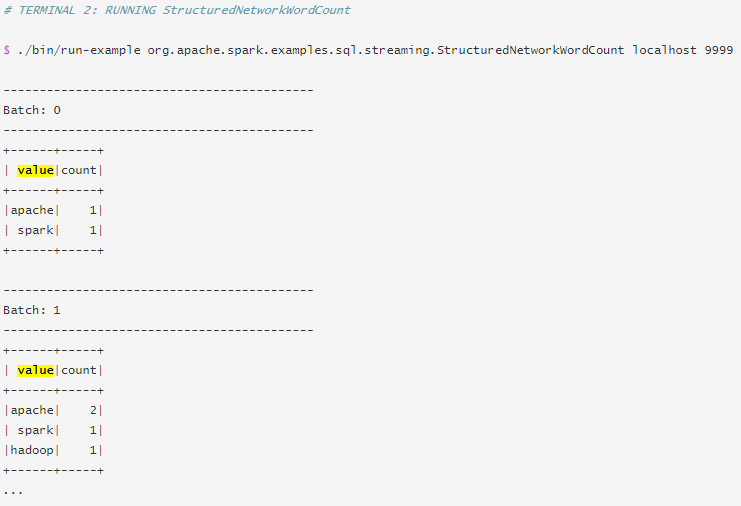 # TERMINAL 2: RUNNING StructuredNetworkWordCount
$ ./bin/run-example org.apache.spark.examples.sql.streaming.StructuredNetworkWordCount localhost 9999
-------------------------------------------
Batch: 0
-------------------------------------------
+------+-----+
| value|count|
+------+-----+
|apache|    1|
| spark|    1|
+------+-----+
-------------------------------------------
Batch: 1
-------------------------------------------
+------+-----+
| value|count|
+------+-----+
|apache|    2|
| spark|    1|
|hadoop|    1|
+------+-----+
...